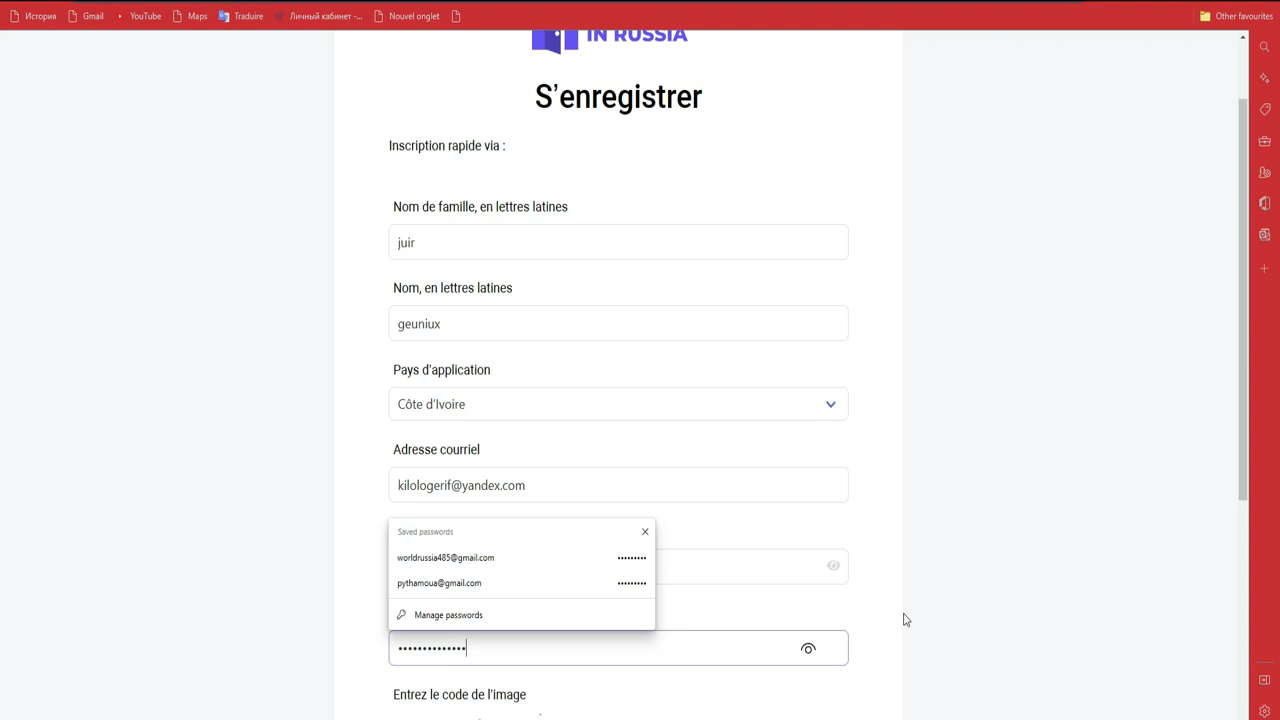 История Gmail YouTube Maps Traduire Личный кабинет -... Nouvel onglet Other favourites
IN RUSSIA
S'enregistrer
Inscription rapide via :
Nom de famille, en lettres latines
juir
Nom, en lettres latines
geuniux
Pays d'application
Côte d'Ivoire
Adresse courriel
kilologerif@yandex.com
Saved passwords
worldrussia485@gmail.com •••••••••
pythamoua@gmail.com •••••••••
Manage passwords
••••••••••••••
Entrez le code de l'image